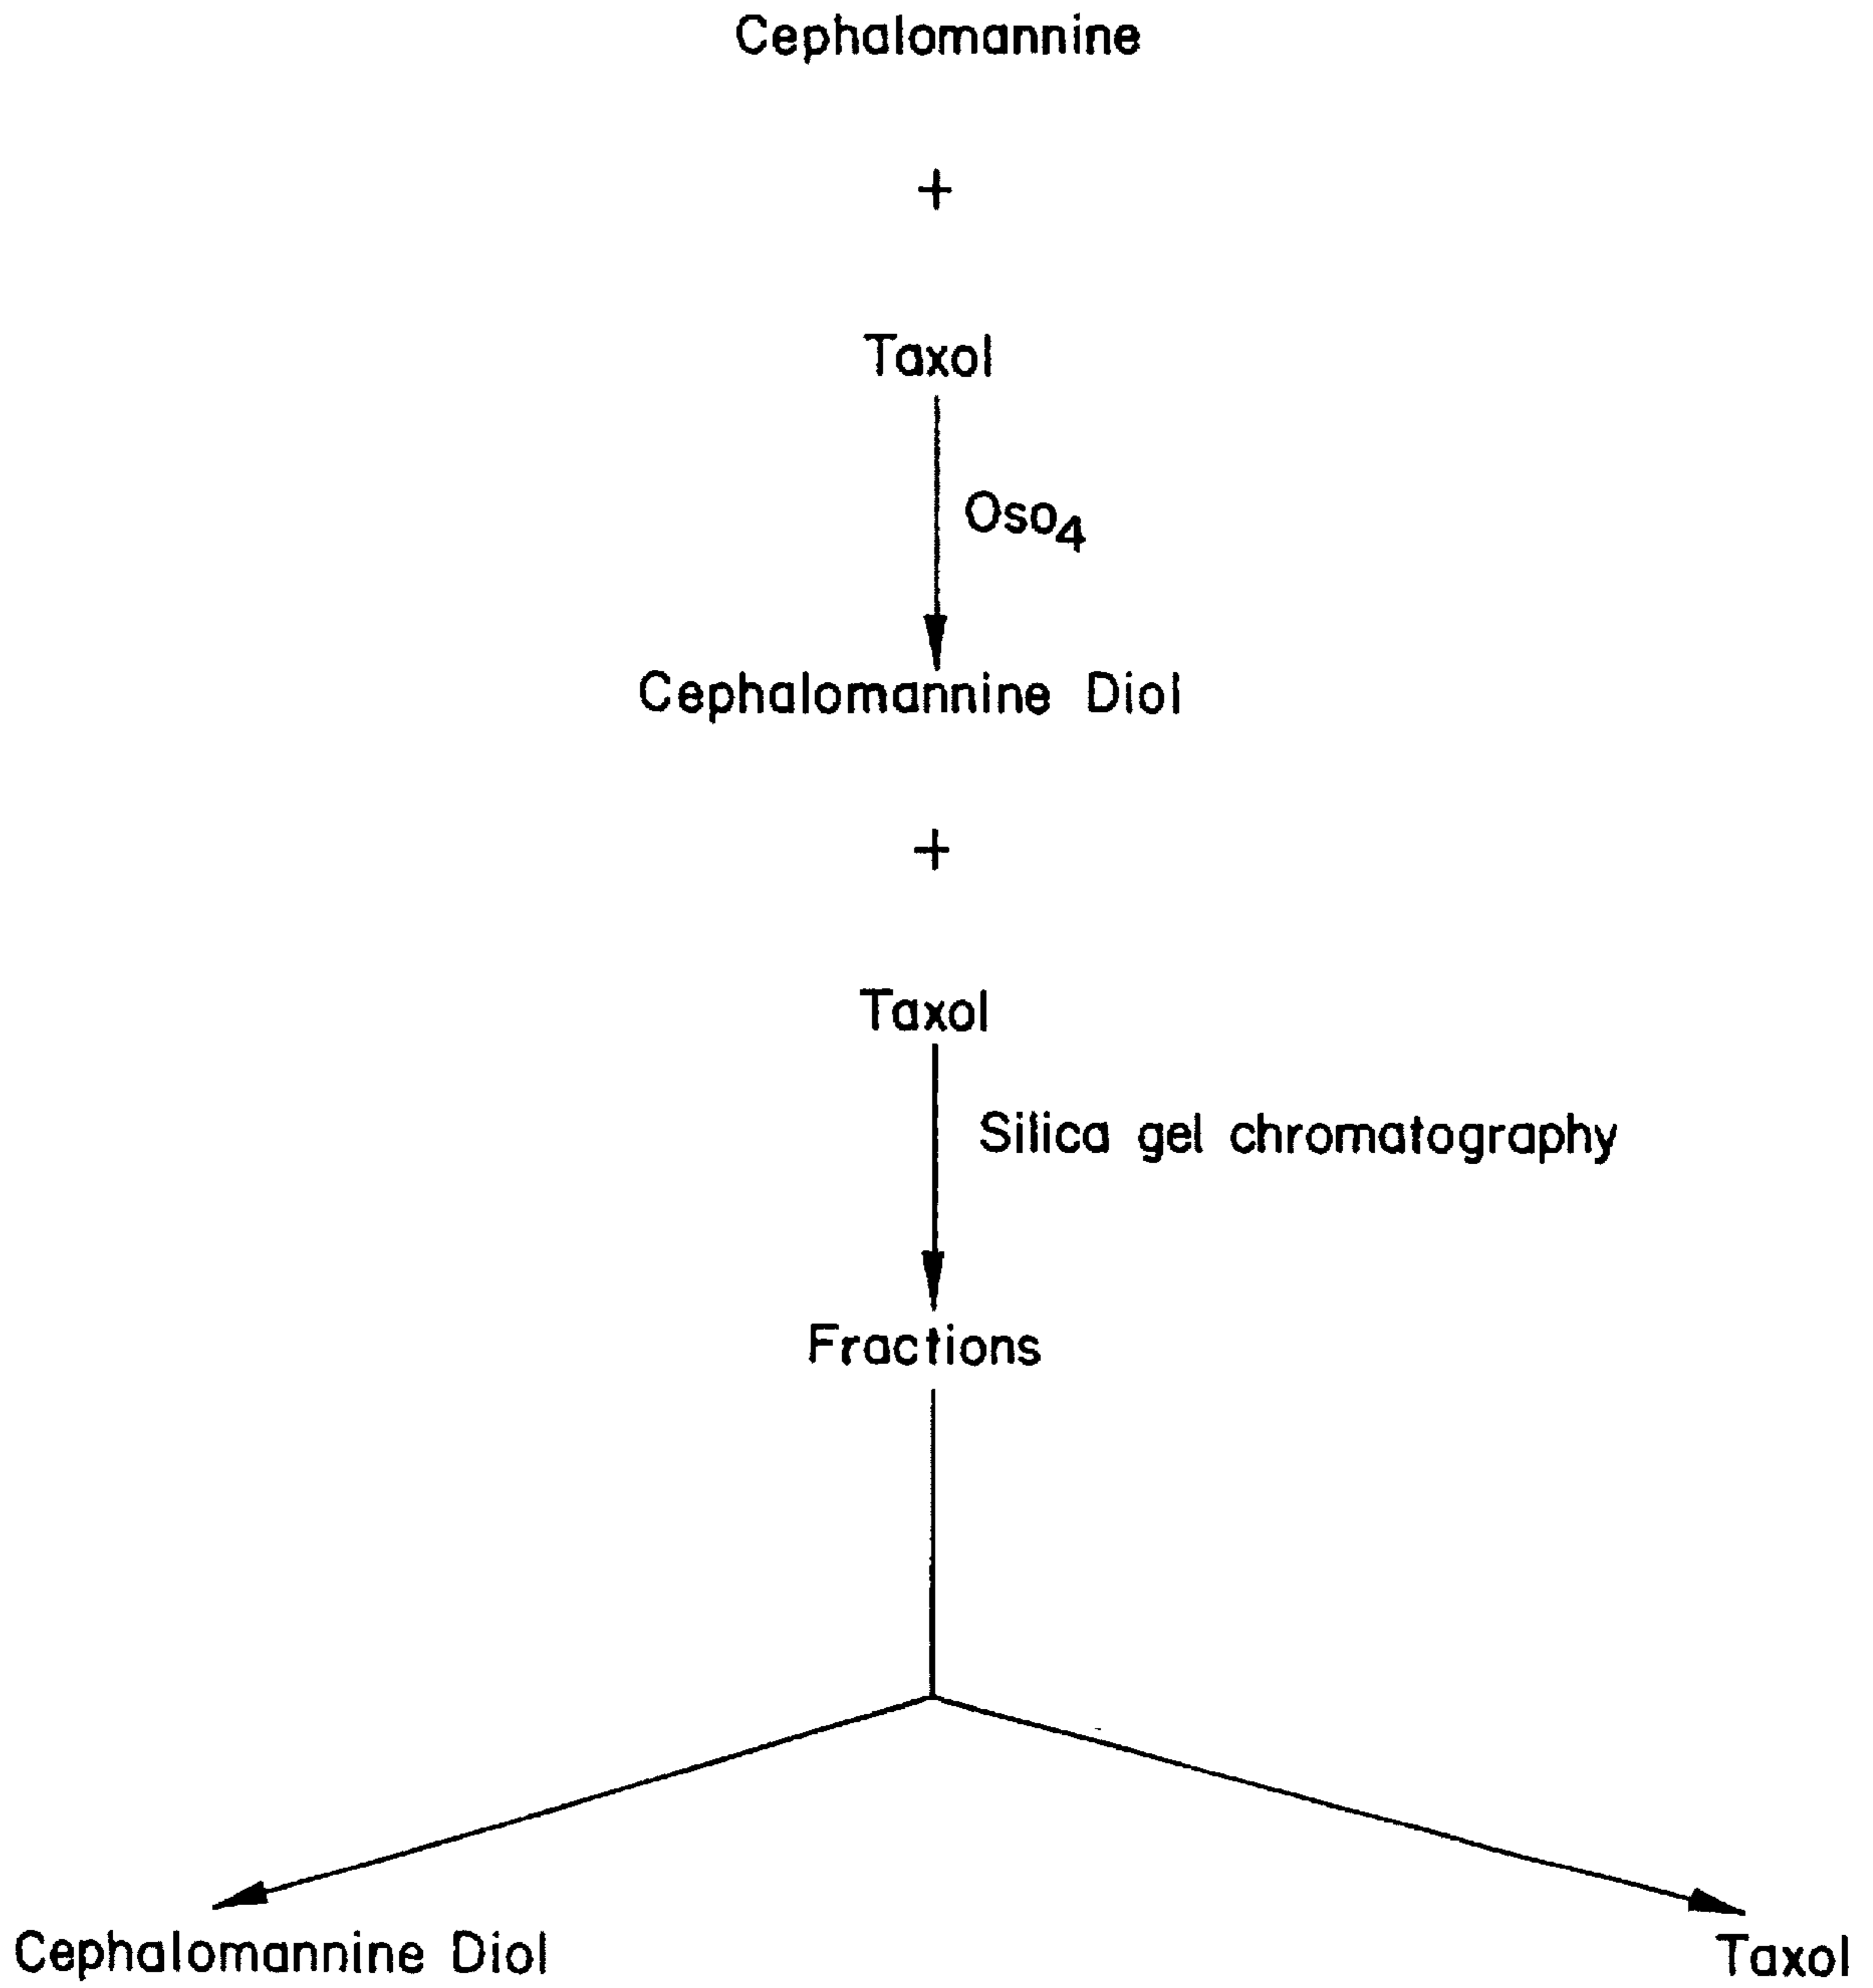 Cephalomannine
+
Taxol
Oso4
Cephalomannine Diol
+
Taxol
Silica gel chromatography
Fractions
Cephalomannine Diol
Taxol